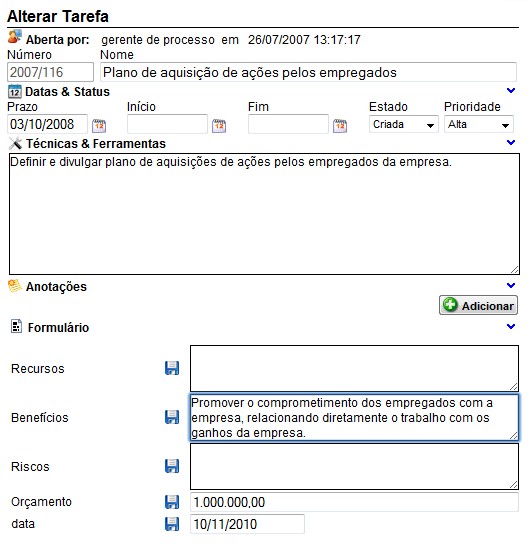 Alterar Tarefa
Aberta por: gerente de processo em 26/07/2007 13:17:17
Número Nome
2007/116 Plano de aquisição de ações pelos empregados
12 Datas & Status
Prazo Início Fim Estado Prioridade
03/10/2008 12 12 12 Criada Alta
Técnicas & Ferramentas
Definir e divulgar plano de aquisições de ações pelos empregados da empresa.
Anotações
Adicionar
Formulário
Recursos
Benefícios
Promover o comprometimento dos empregados com a
empresa, relacionando diretamente o trabalho com os
ganhos da empresa.
Riscos
Orçamento 1.000.000,00
data 10/11/2010